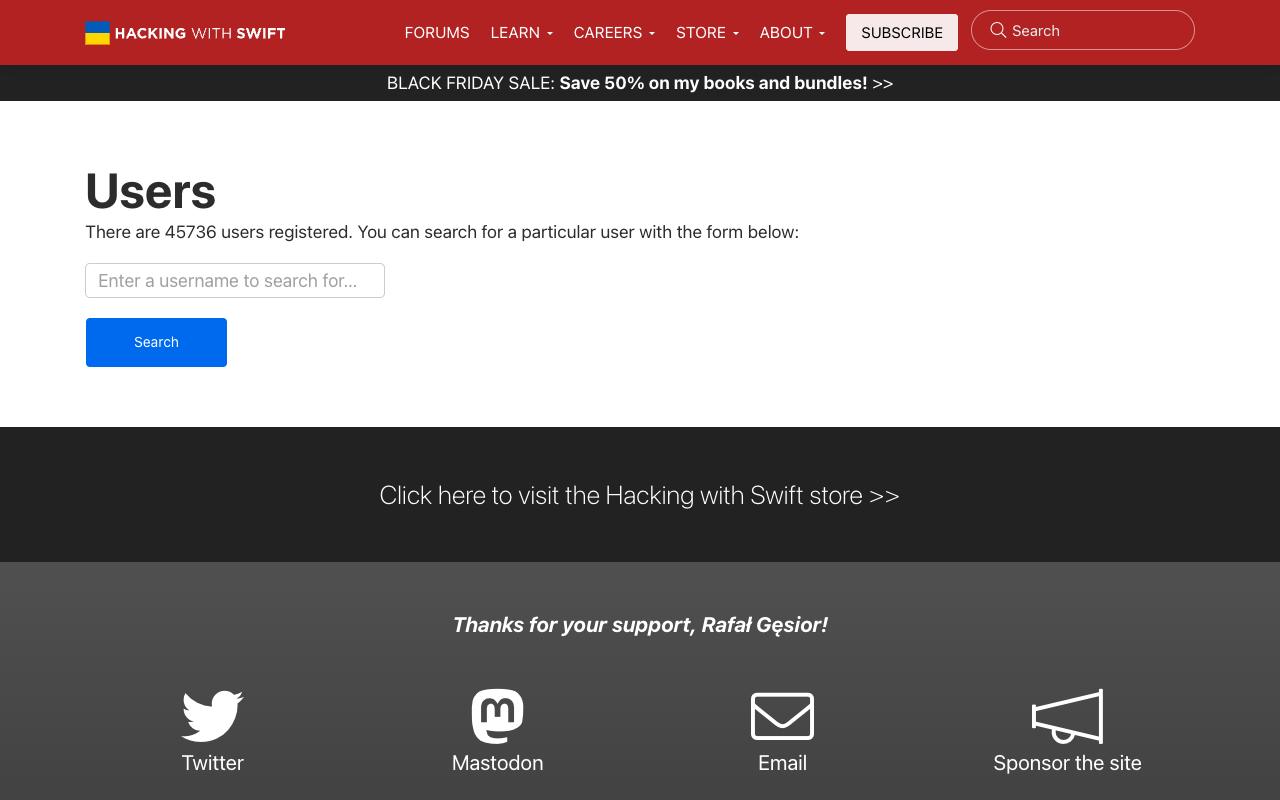 HACKING WITH SWIFT
FORUMS LEARN CAREERS STORE ABOUT SUBSCRIBE Search
BLACK FRIDAY SALE: Save 50% on my books and bundles! >>
Users
There are 45736 users registered. You can search for a particular user with the form below:
Enter a username to search for...
Search
Click here to visit the Hacking with Swift store >>
Thanks for your support, Rafał Gęsior!
Twitter Mastodon Email Sponsor the site